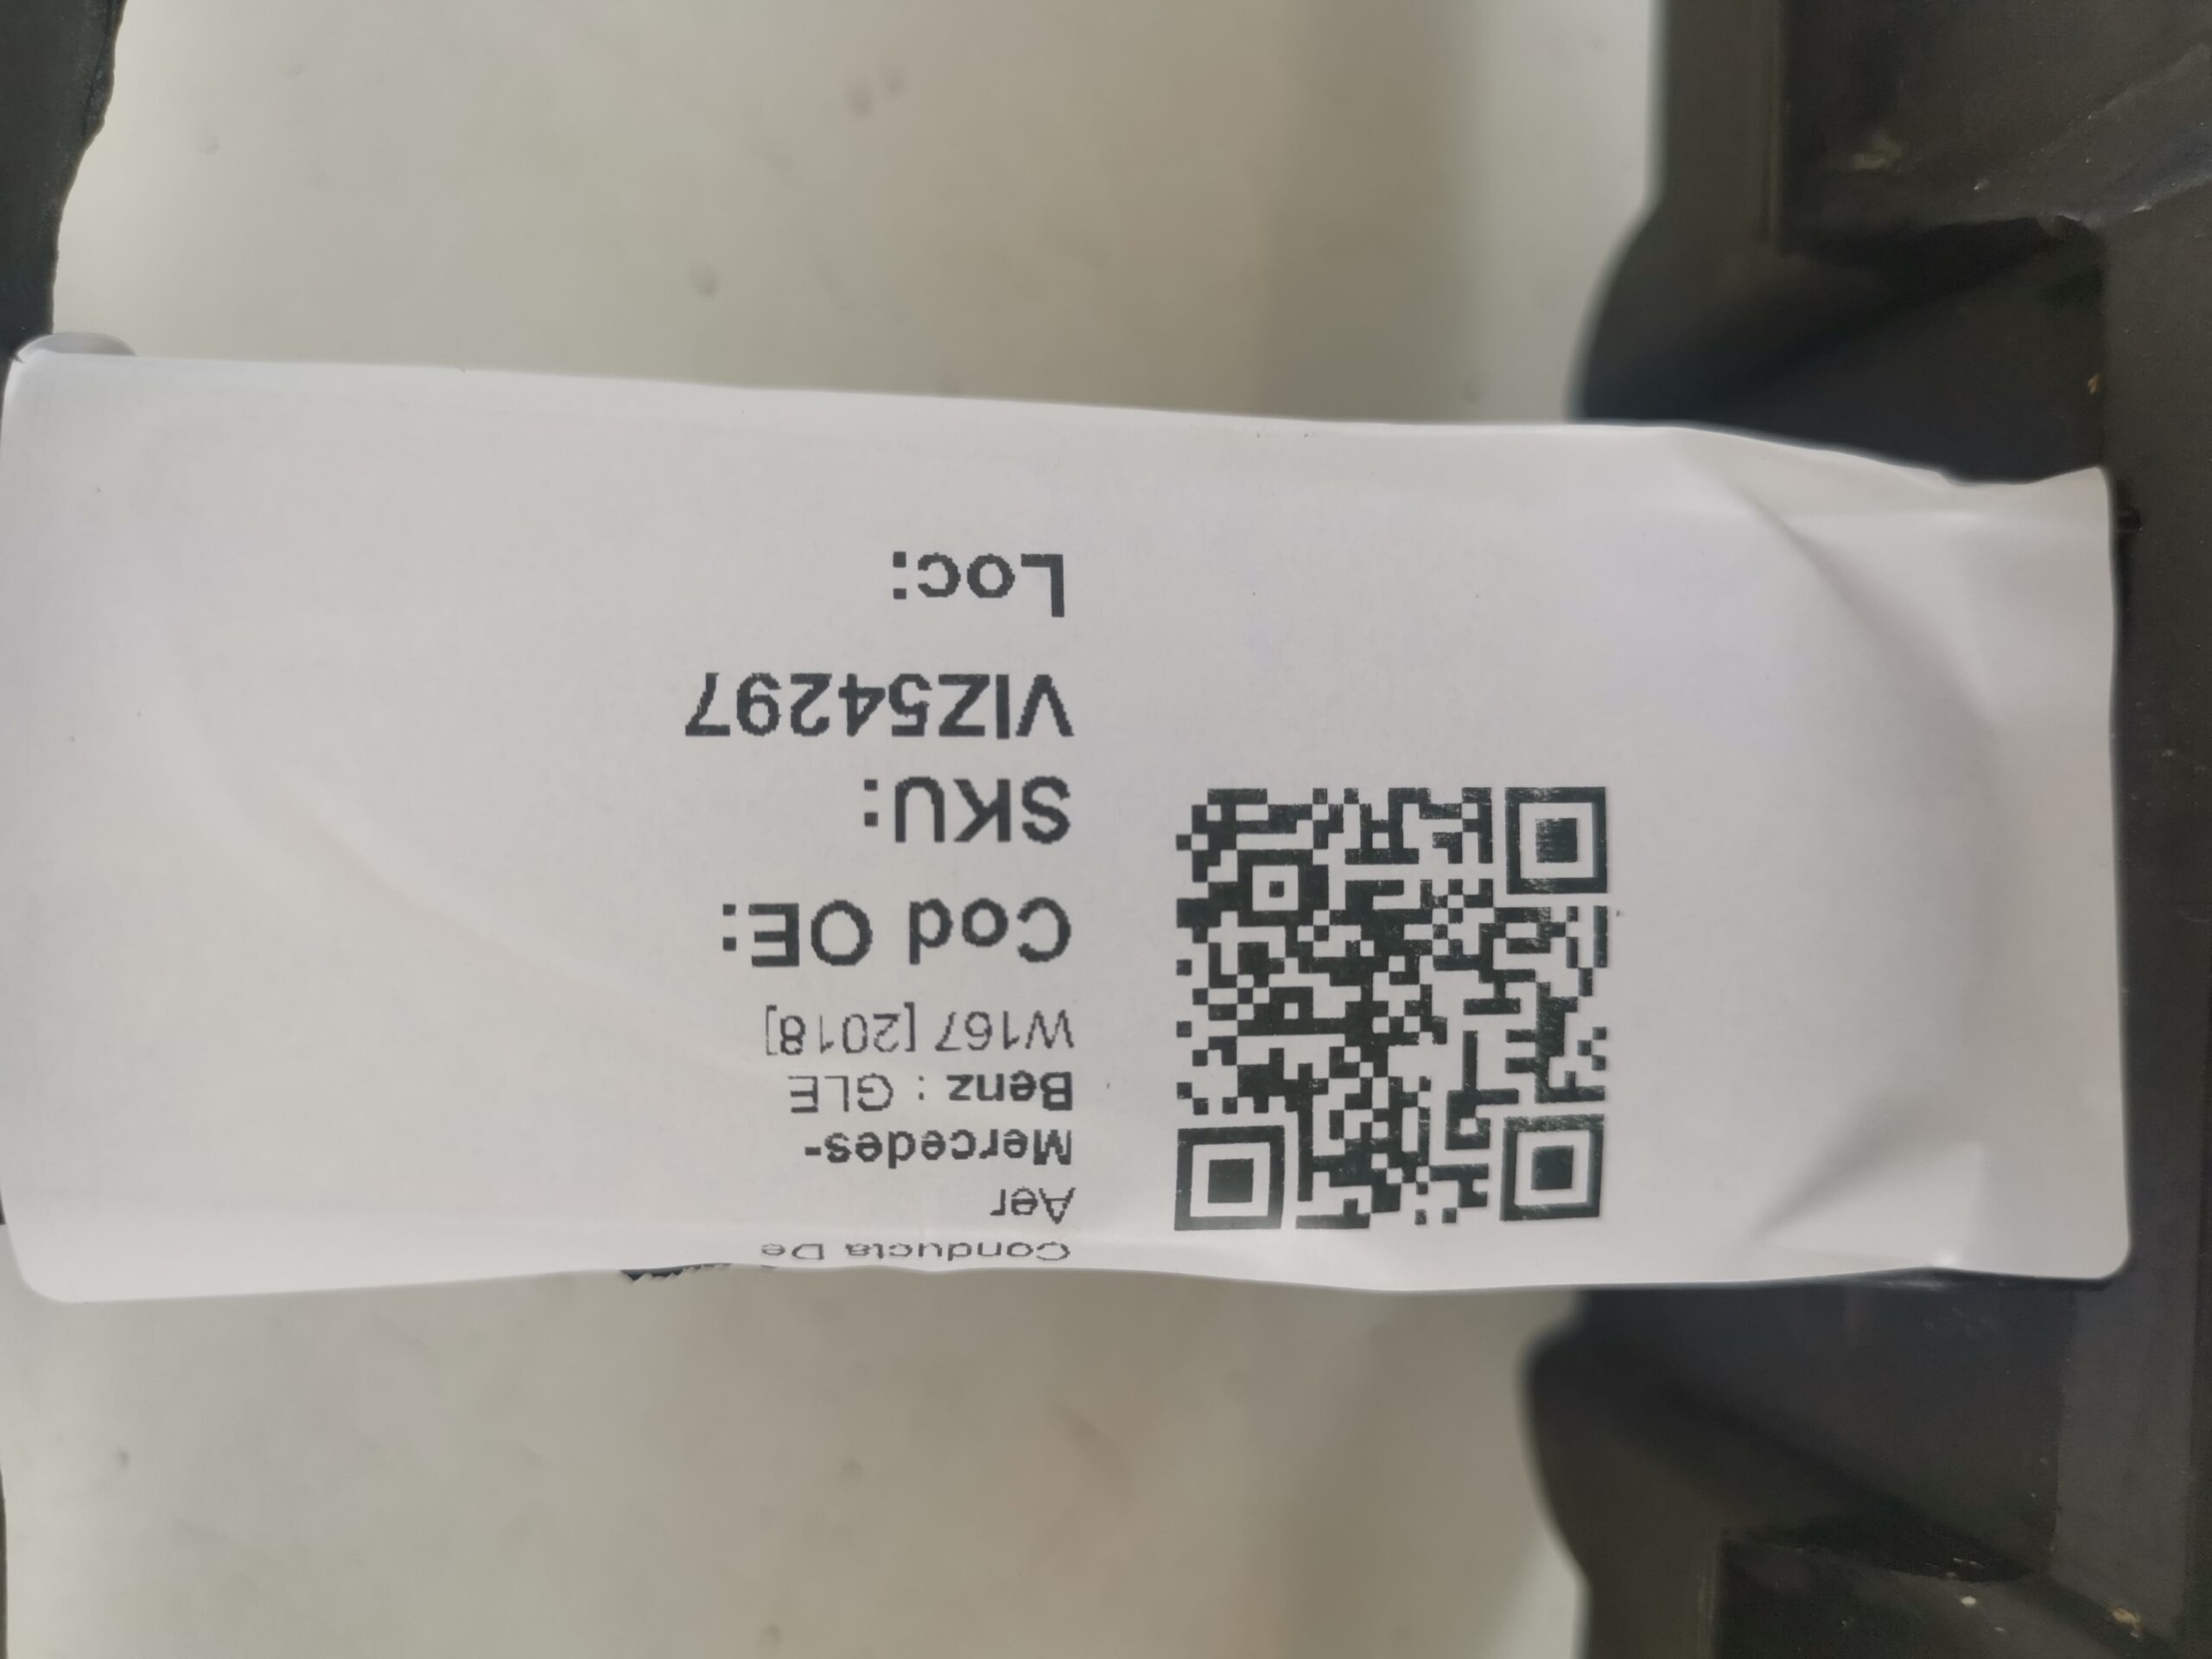 Conducta De
Aer
Mercedes-
Benz : GLE
W167 [2018]
Cod OE:
SKU:
VIZ54297
Loc: